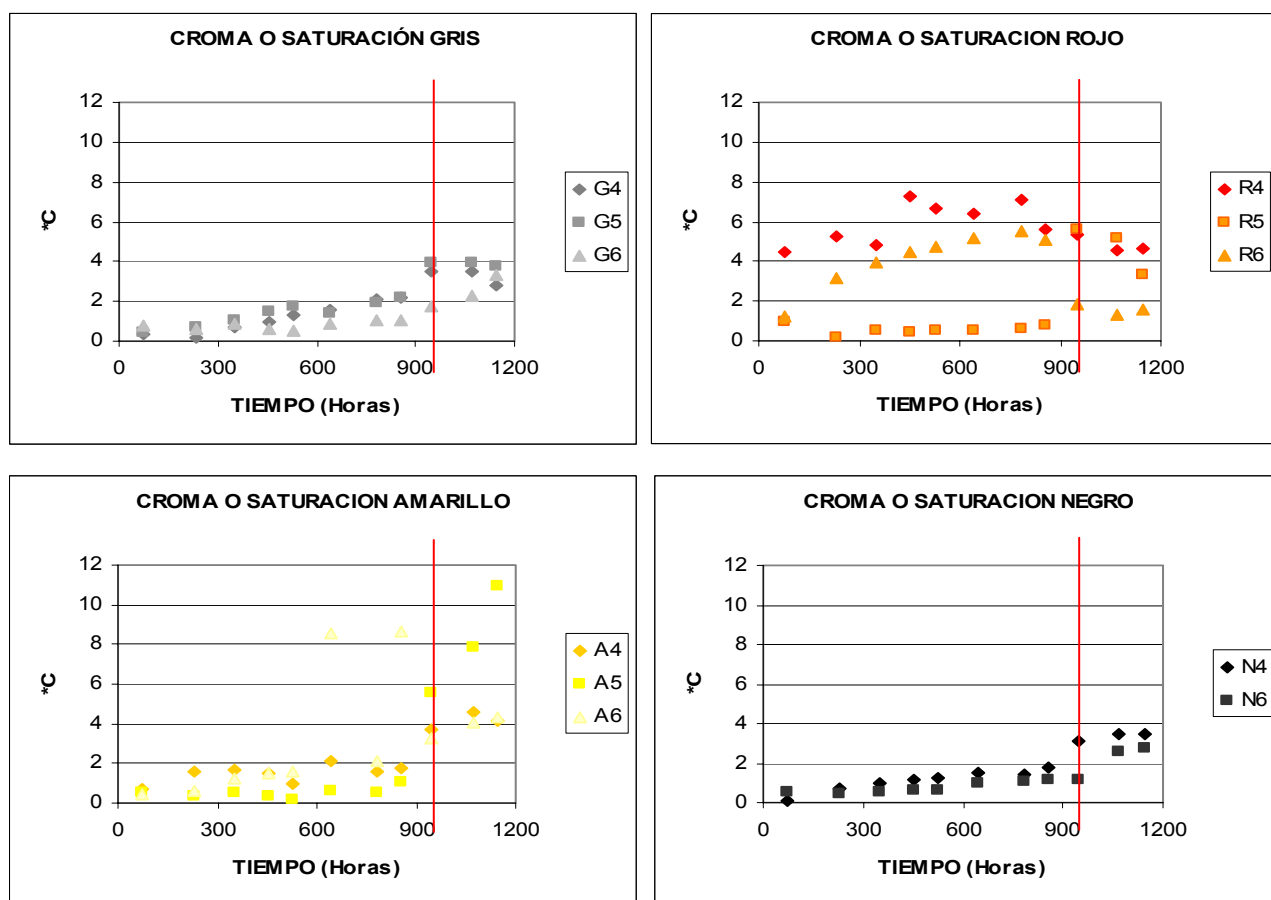 CROMA O SATURACIÓN GRIS
12
10
8
6
4
2
0
*C
0 300 600 900 1200
TIEMPO (Horas)
G4
G5
G6
CROMA O SATURACION ROJO
12
10
8
6
4
2
0
*C
0 300 600 900 1200
TIEMPO (Horas)
R4
R5
R6
CROMA O SATURACION AMARILLO
12
10
8
6
4
2
0
*C
0 300 600 900 1200
TIEMPO (Horas)
A4
A5
A6
CROMA O SATURACION NEGRO
12
10
8
6
4
2
0
*C
0 300 600 900 1200
TIEMPO (Horas)
N4
N6